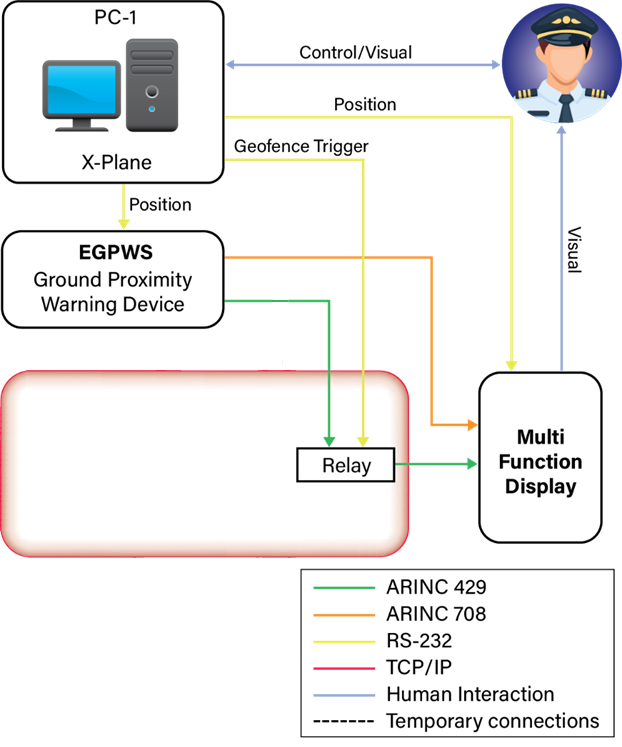 PC-1
X-Plane
Control/Visual
Position
Geofence Trigger
Position
EGPWS
Ground Proximity
Warning Device
Visual
Relay
Multi
Function
Display
ARINC 429
ARINC 708
RS-232
TCP/IP
Human Interaction
Temporary connections